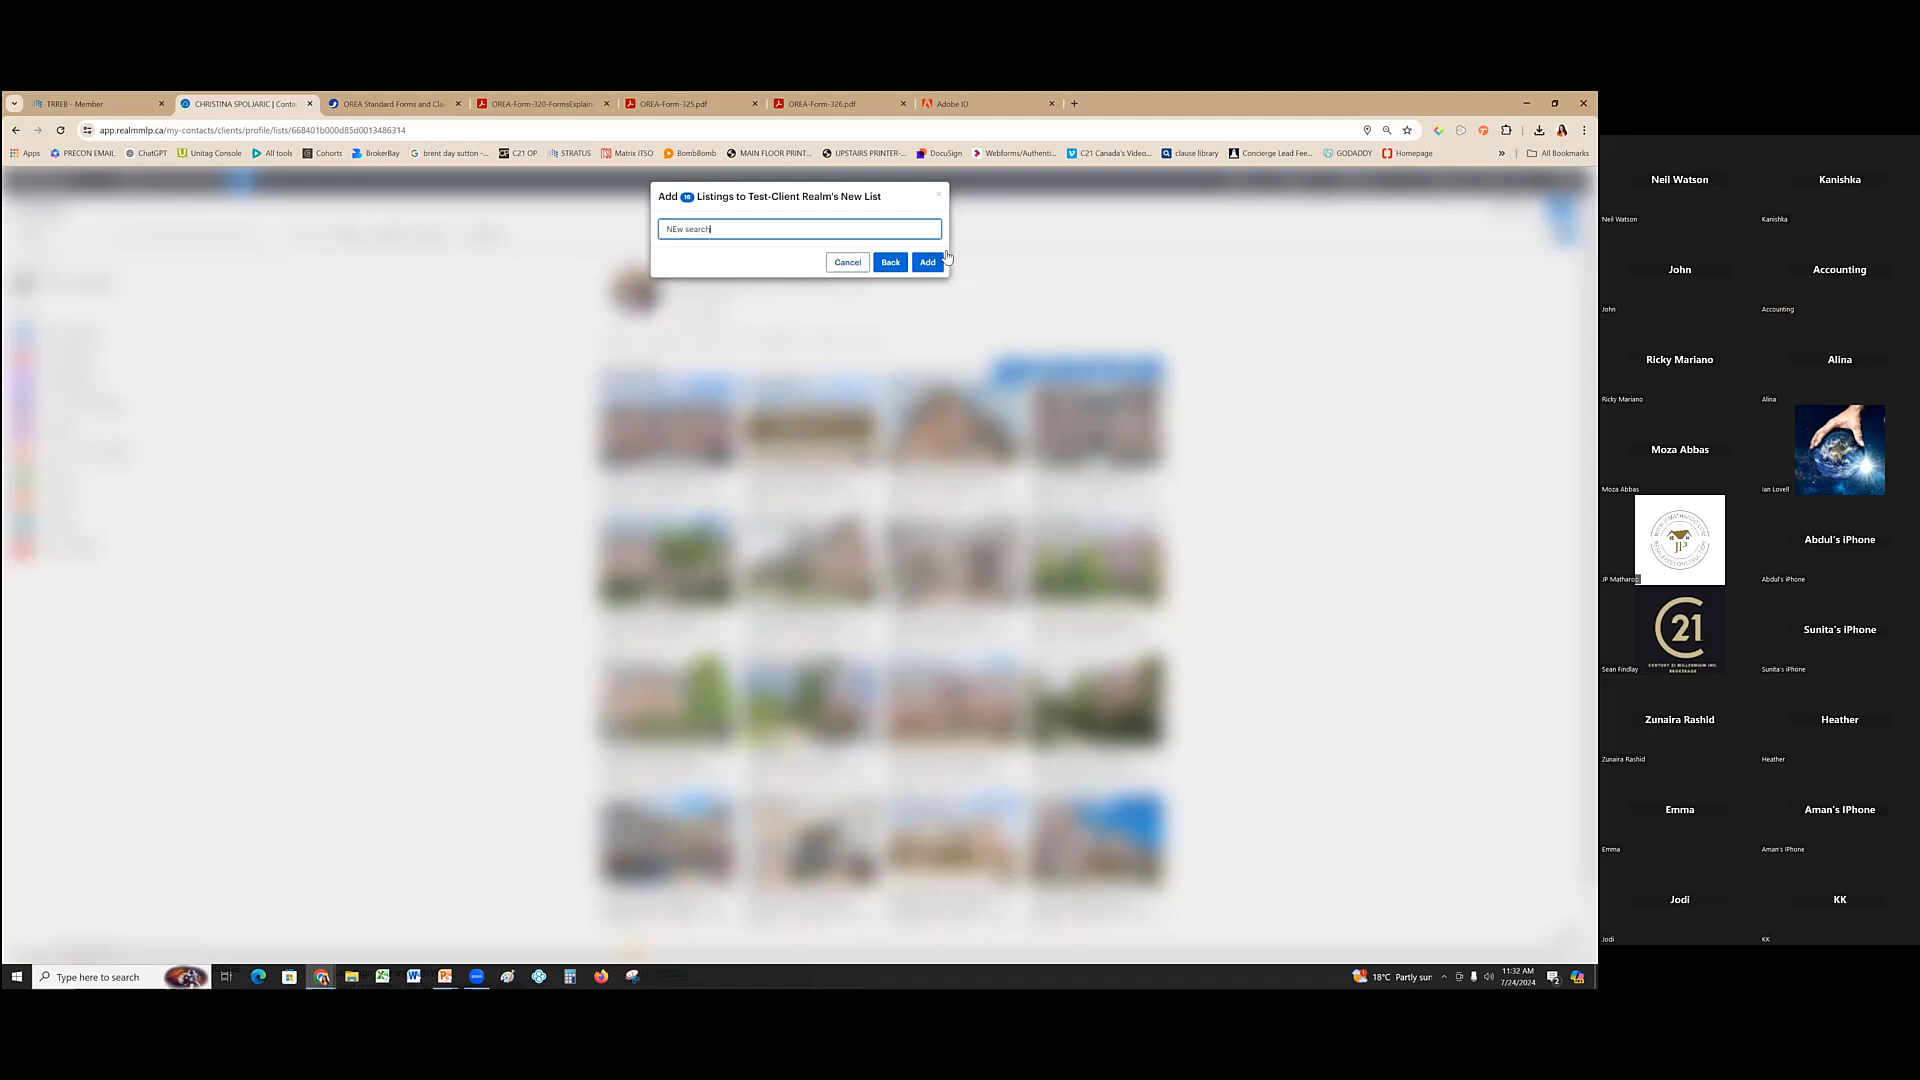 TRREB - Member
CHRISTINA SPOLJARIC | Conta
OREA Standard Forms and Cla
OREA-Form-320-FormsExplain
OREA-Form-325.pdf
OREA-Form-326.pdf
Adobe ID
app.realmmlp.ca/my-contacts/clients/profile/lists/668401b000d85d0013486314
Apps
PRECON EMAIL
ChatGPT
Unitag Console
All tools
Cohorts
BrokerBay
brent day sutton -...
C21 OP
STRATUS
Matrix ITSO
BombBomb
MAIN FLOOR PRINT...
UPSTAIRS PRINTER-...
DocuSign
Webforms/Authenti...
C21 Canada's Video...
clause library
Concierge Lead Fee...
GODADDY
Homepage
All Bookmarks
Add 16 Listings to Test-Client Realm's New List
NEw search
Cancel
Back
Add
Neil Watson
Neil Watson
Kanishka
Kanishka
John
John
Accounting
Accounting
Ricky Mariano
Ricky Mariano
Alina
Alina
Moza Abbas
Moza Abbas
Ian Lovell
JP
JP Matharoo
Abdul's iPhone
Abdul's iPhone
C21
CENTURY 21 MILLENNIUM INC.
BROKERAGE
Sean Findlay
Sunita's iPhone
Sunita's iPhone
Zunaira Rashid
Zunaira Rashid
Heather
Heather
Emma
Emma
Aman's IPhone
Aman's IPhone
Jodi
Jodi
KK
KK
Type here to search
18°C Partly sun
11:32 AM
7/24/2024